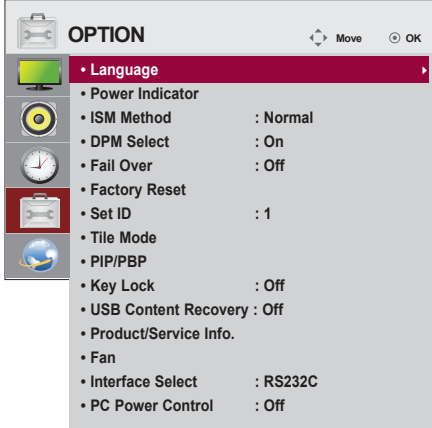 OPTION Move OK
• Language
• Power Indicator
• ISM Method : Normal
• DPM Select : On
• Fail Over : Off
• Factory Reset
• Set ID : 1
• Tile Mode
• PIP/PBP
• Key Lock : Off
• USB Content Recovery : Off
• Product/Service Info.
• Fan
• Interface Select : RS232C
• PC Power Control : Off